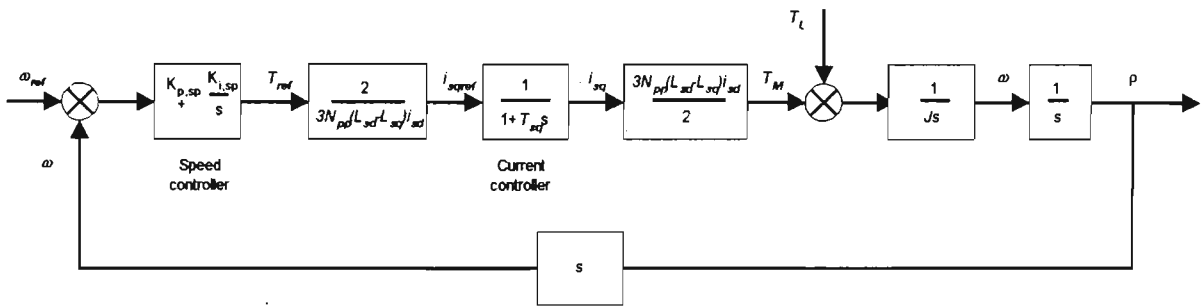 T_L
ω_ref
K_p,sp + K_i,sp / s
T_ref
2 / 3N_pp(L_sd-L_sq)i_sd
i_sqref
1 / 1+T_sq s
i_sq
3N_pp(L_sd-L_sq)i_sd / 2
T_M
1 / Js
ω
1 / s
ρ
ω
Speed
controller
Current
controller
s